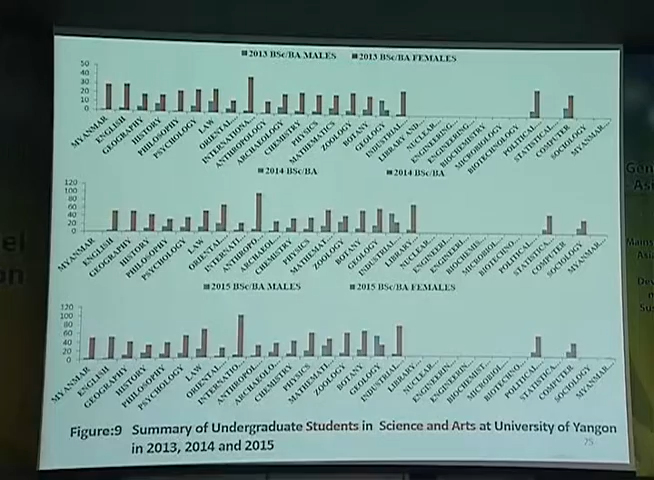 2013 BSc/BA MALES 2013 BSc/BA FEMALES
50
40
30
20
10
0
MYANMAR ENGLISH GEOGRAPHY HISTORY PHILOSOPHY PSYCHOLOGY LAW ORIENTAL... INTERNATIONA... ANTHROPOLOGY ARCHAEOLOGY CHEMISTRY PHYSICS MATHEMATICS ZOOLOGY BOTANY GEOLOGY INDUSTRIAL... LIBRARY AND... NUCLEAR... ENGINEERING... ENGINEERING... BIOCHEMISTRY MICROBIOLOGY BIOTECHNOLOGY POLITICAL... STATISTICAL... COMPUTER SOCIOLOGY MYANMAR...
2014 BSc/BA 2014 BSc/BA
120
100
80
60
40
20
0
MYANMAR ENGLISH GEOGRAPHY HISTORY PHILOSOPHY PSYCHOLOGY LAW ORIENTAL... INTERNATI... ANTHROPO... ARCHAEOL... CHEMISTRY PHYSICS MATHEMAT... ZOOLOGY BOTANY GEOLOGY INDUSTRIAL... LIBRARY... NUCLEAR... ENGINEERI... ENGINEERI... BIOCHEMIS... MICROBIOL... BIOTECHNO... POLITICAL... STATISTICA... COMPUTER SOCIOLOGY MYANMAR...
2015 BSc/BA MALES 2015 BSc/BA FEMALES
120
100
80
60
40
20
0
MYANMAR ENGLISH GEOGRAPHY HISTORY PHILOSOPHY PSYCHOLOGY LAW ORIENTAL... INTERNATIO... ANTHROPOL... ARCHAEOLO... CHEMISTRY PHYSICS MATHEMATI... ZOOLOGY BOTANY GEOLOGY INDUSTRIAL... LIBRARY... NUCLEAR... ENGINEERIN... ENGINEERIN... BIOCHEMIST... MICROBIOL... BIOTECHNO... POLITICAL... STATISTICA... COMPUTER SOCIOLOGY MYANMAR...
Figure:9 Summary of Undergraduate Students in Science and Arts at University of Yangon
in 2013, 2014 and 2015